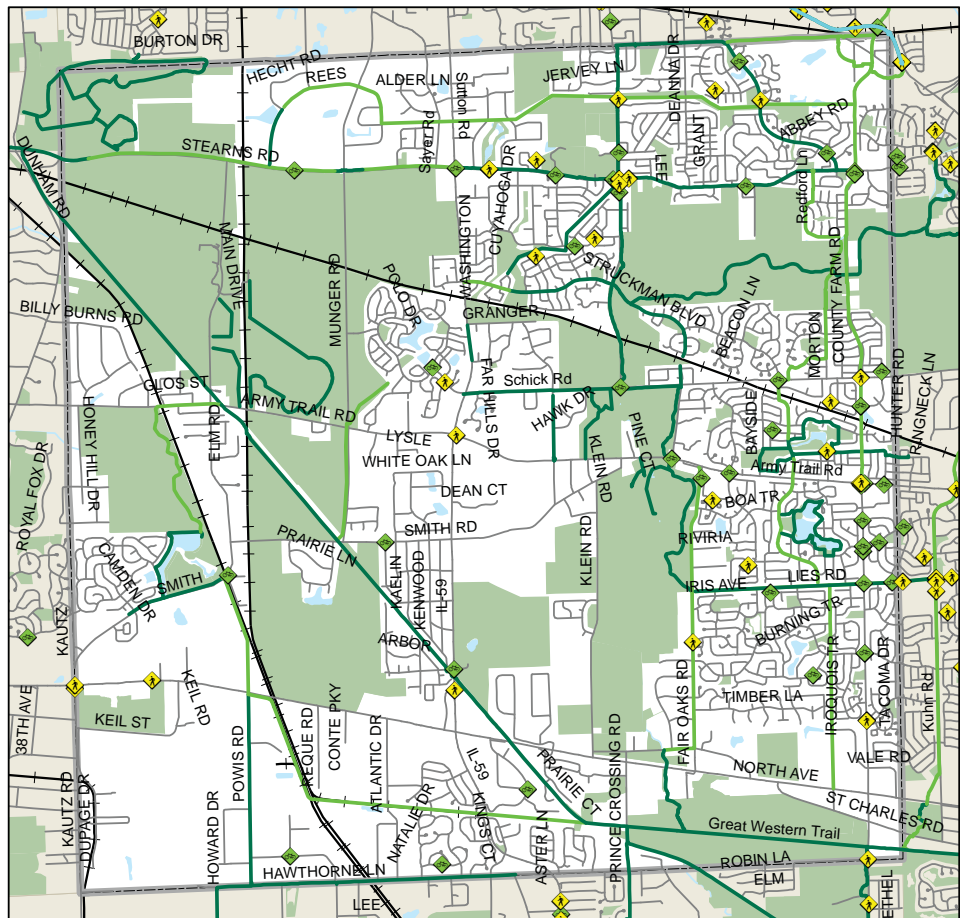 BURTON DR
HECHT RD
REES
ALDER LN
Sutton Rd
JERVEY LN
DEANNA DR
GRANT
ABBEY RD
DUNHAM RD
STEARNS RD
Sayer Rd
CUYAHOGA DR
LEE
Redford Ln
WASHINGTON
MAIN DRIVE
MUNGER RD
POLO DR
STRUCKMAN BLVD
BEACON LN
COUNTY FARM RD
MORTON
BILLY BURNS RD
GRANGER
HUNTER RD
RINGNECK LN
GLOS ST
ARMY TRAIL RD
FAR HILLS DR
Schick Rd
HAWK DR
HONEY HILL DR
ELM RD
LYSLE
KLEIN RD
PINE CT
BAYSIDE
ROYAL FOX DR
WHITE OAK LN
Army Trail Rd
DEAN CT
BOA TR
PRAIRIE LN
SMITH RD
RIVIRIA
KLEIN RD
CAMDEN DR
SMITH
KAELIN
KENWOOD
IL-59
IRIS AVE
LIES RD
KAUTZ
ARBOR
BURNING TR
38TH AVE
KEIL RD
KEIL ST
FAIR OAKS RD
TIMBER LA
IROQUOIS TR
TACOMA DR
Kuhn Rd
POWIS RD
REQUE RD
CONTE PKY
ATLANTIC DR
IL-59
PRAIRIE CT
PRINCE CROSSING RD
NORTH AVE
VALE RD
KAUTZ RD
DUPAGE DR
HOWARD DR
NATALIE DR
KINGS CT
ASTER LN
ST CHARLES RD
Great Western Trail
HAWTHORNE LN
ROBIN LA
ELM
LEE
ETHEL